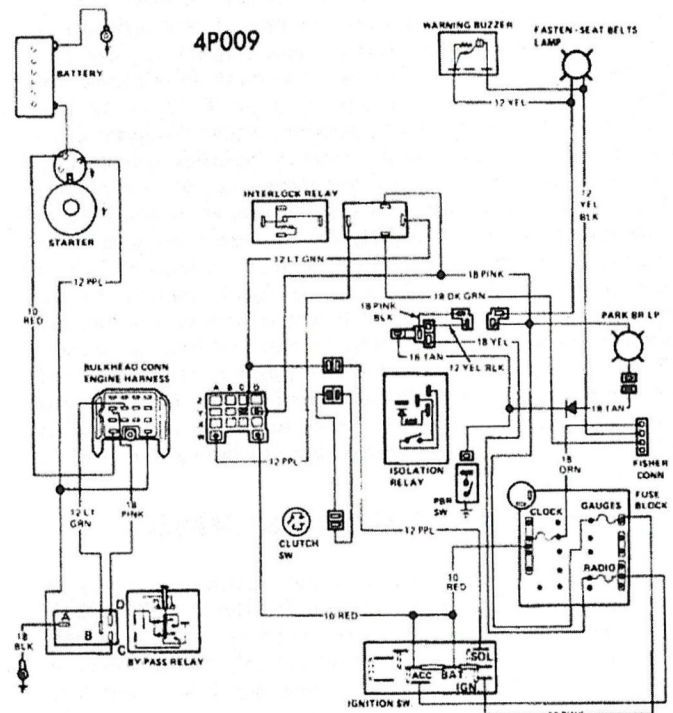 4P009
WARNING BUZZER
FASTEN-SEAT BELTS
LAMP
BATTERY
12 YEL
STARTER
INTERLOCK RELAY
12
YEL
BLK
12 PPL
12 LT GRN
18 PINK
10
RED
18 PINK
BLK
18 DK GRN
PARK BR LP
18 YEL
BULKHEAD CONN
ENGINE HARNESS
18 TAN
12 YEL BLK
A B C D
Z
Y
X
W
18 TAN
ISOLATION
RELAY
12 PPL
18
ORN
FISHER
CONN
PBR
SW
12 LT
GRN
18
PINK
CLUTCH
SW
12 PPL
CLOCK
GAUGES
FUSE
BLOCK
RADIO
10
RED
A
B
D
C
18
BLK
BY-PASS RELAY
10 RED
SOL
ACC
BAT
IGN
IGNITION SW.